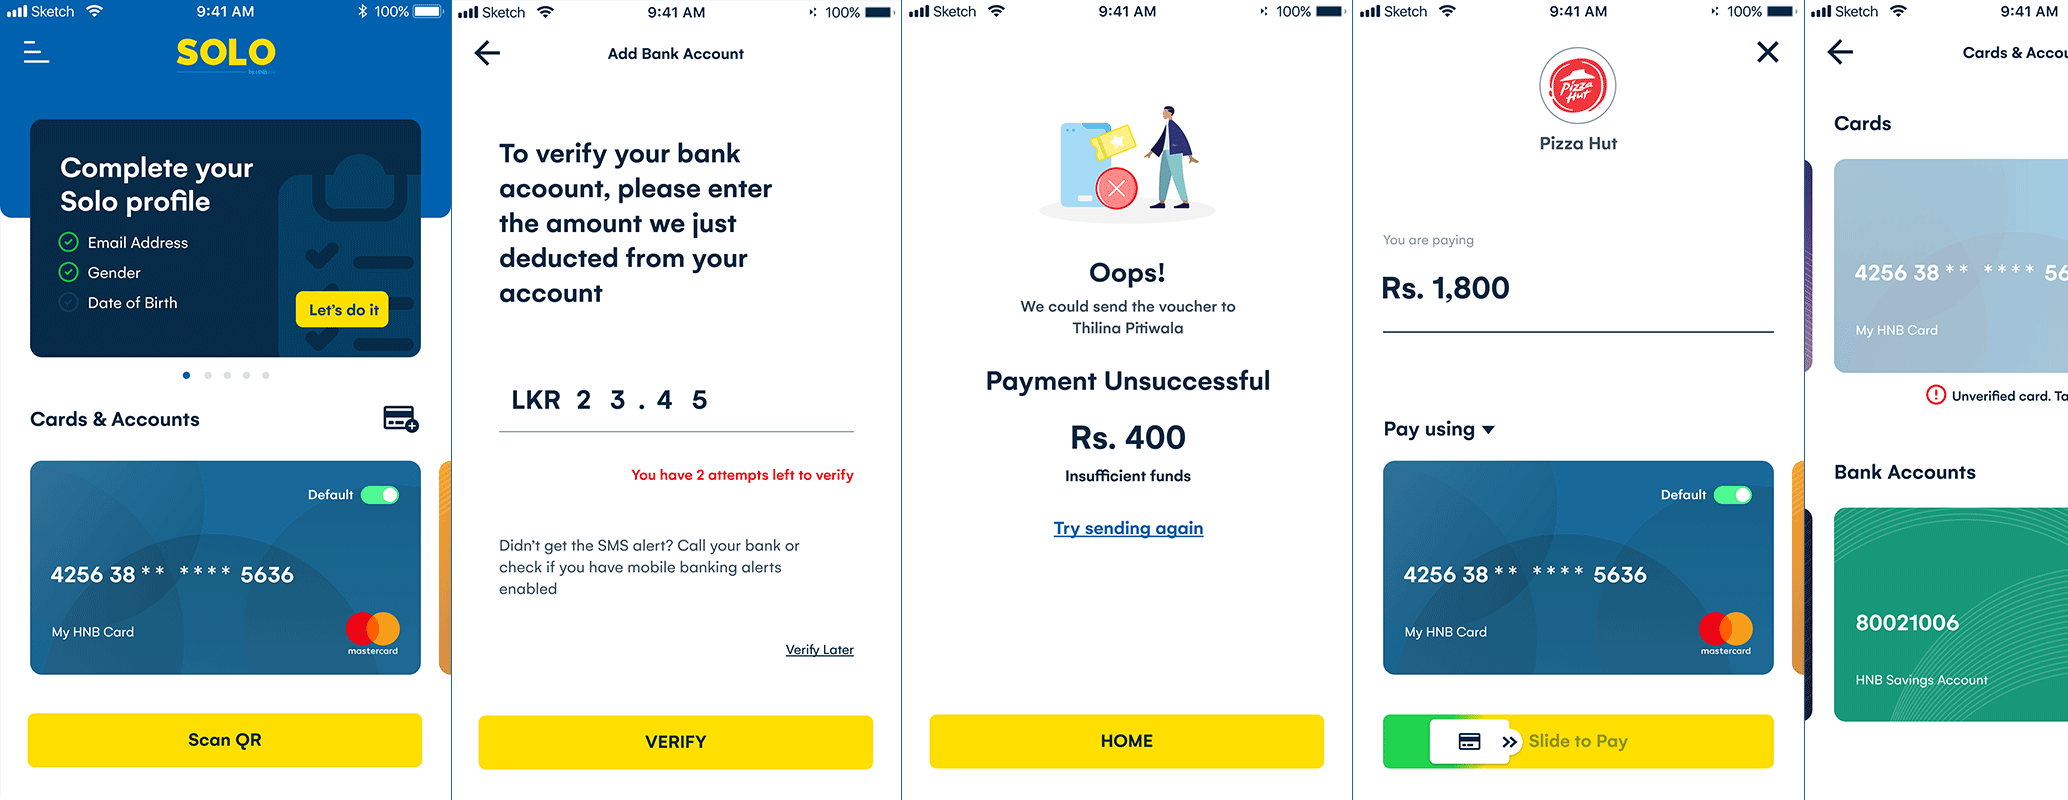 Sketch 9:41 AM 100%
SOLO
by HNB
Complete your
Solo profile
Email Address
Gender
Date of Birth
Let's do it
Cards & Accounts
Default
4256 38** **** 5636
My HNB Card
mastercard
Scan QR
Sketch 9:41 AM 100%
Add Bank Account
To verify your bank
acoount, please enter
the amount we just
deducted from your
account
LKR 2 3 . 4 5
You have 2 attempts left to verify
Didn't get the SMS alert? Call your bank or
check if you have mobile banking alerts
enabled
Verify Later
VERIFY
Sketch 9:41 AM 100%
Oops!
We could send the voucher to
Thilina Pitiwala
Payment Unsuccessful
Rs. 400
Insufficient funds
Try sending again
HOME
Sketch 9:41 AM 100%
Pizza
Hut
Pizza Hut
You are paying
Rs. 1,800
Pay using
Default
4256 38** **** 5636
My HNB Card
mastercard
Slide to Pay
Sketch 9:41 AM
Cards & Accou
Cards
4256 38** **** 56
My HNB Card
Unverified card. Ta
Bank Accounts
80021006
HNB Savings Account